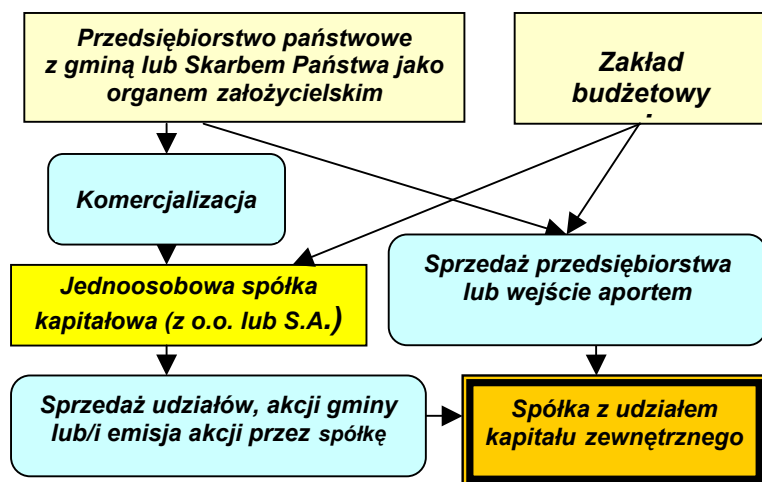 Przedsiębiorstwo państwowe
z gminą lub Skarbem Państwa jako
organem założycielskim
Zakład
budżetowy
Komercjalizacja
Jednoosobowa spółka
kapitałowa (z o.o. lub S.A.)
Sprzedaż przedsiębiorstwa
lub wejście aportem
Sprzedaż udziałów, akcji gminy
lub/i emisja akcji przez spółkę
Spółka z udziałem
kapitału zewnętrznego